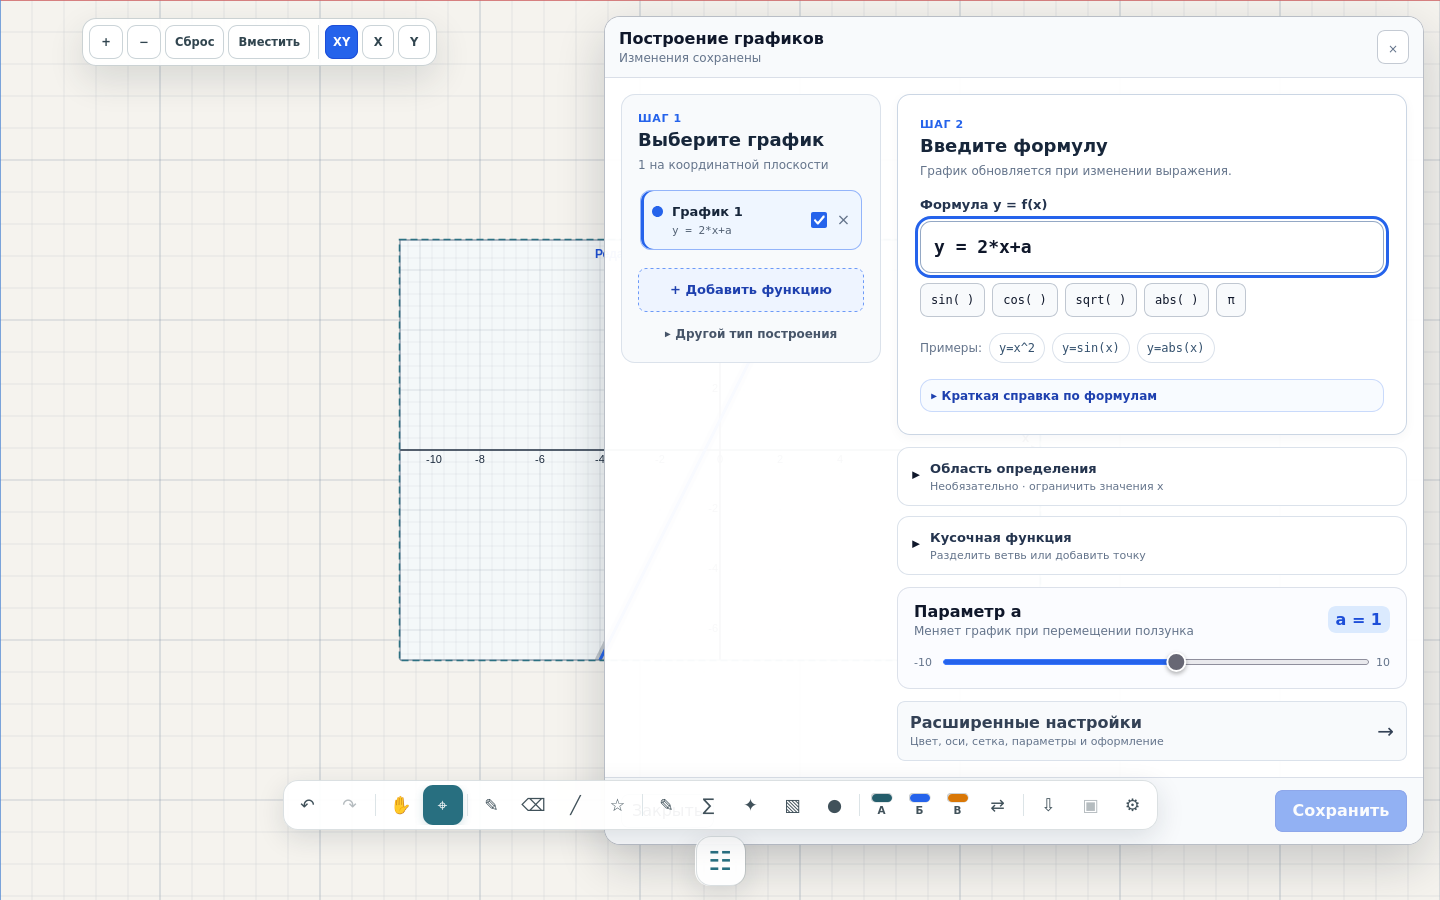 + − Сброс Вместить XY X Y
Построение графиков
Изменения сохранены
×
ШАГ 1
Выберите график
1 на координатной плоскости
График 1
y = 2*x+a
×
+ Добавить функцию
▸ Другой тип построения
ШАГ 2
Введите формулу
График обновляется при изменении выражения.
Формула y = f(x)
y = 2*x+a
sin( ) cos( ) sqrt( ) abs( ) π
Примеры: y=x^2 y=sin(x) y=abs(x)
▸ Краткая справка по формулам
Область определения
Необязательно · ограничить значения x
Кусочная функция
Разделить ветвь или добавить точку
Параметр a
Меняет график при перемещении ползунка
a = 1
-10 10
Расширенные настройки
Цвет, оси, сетка, параметры и оформление
→
-10 -8 -6 -4
Закрыть
Сохранить
А Б В